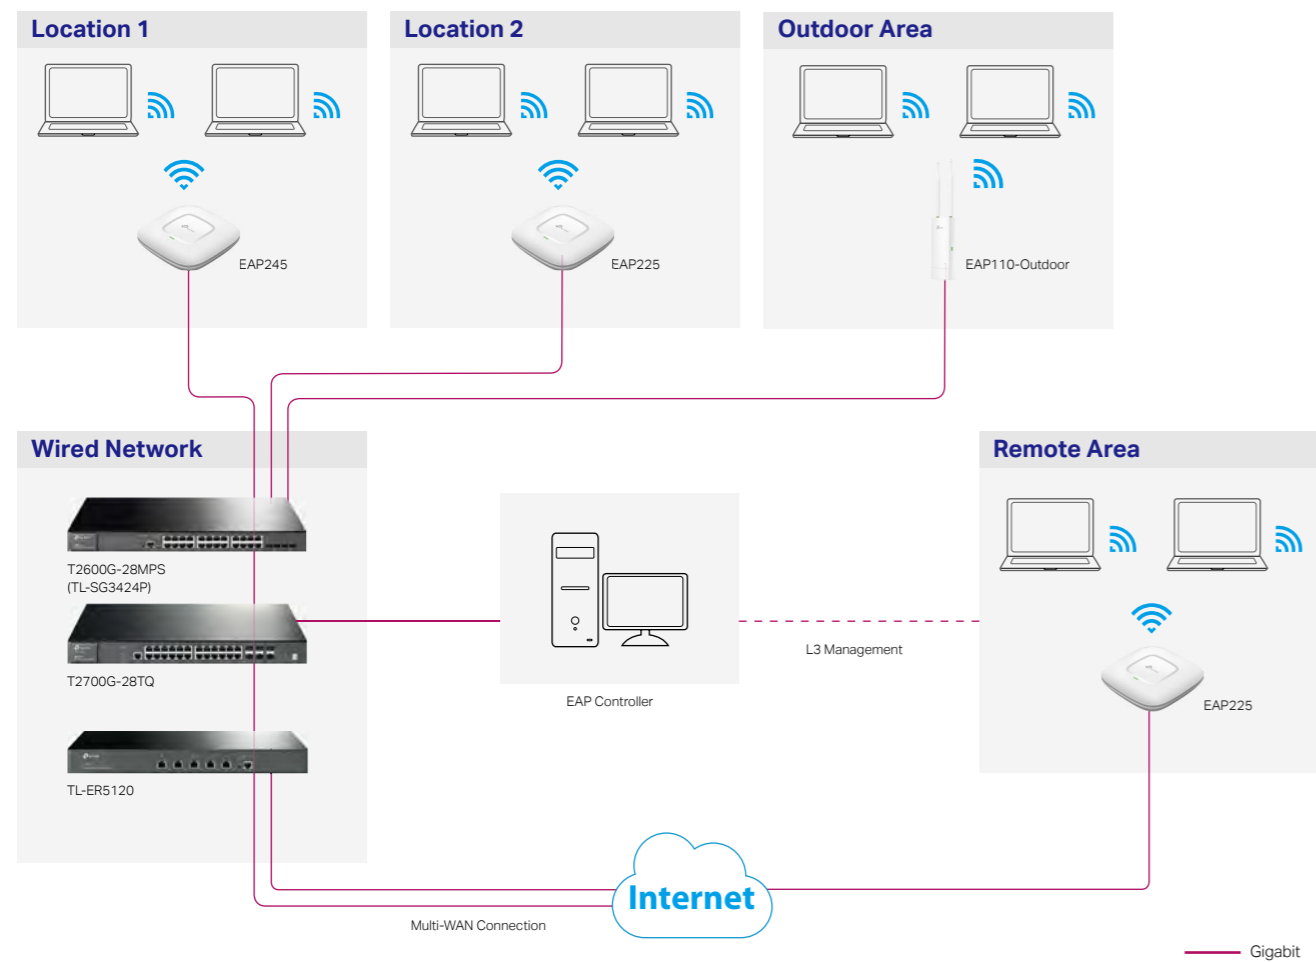 Location 1
Location 2
Outdoor Area
EAP245
EAP225
EAP110-Outdoor
Wired Network
Remote Area
T2600G-28MPS
(TL-SG3424P)
T2700G-28TQ
TL-ER5120
EAP Controller
L3 Management
EAP225
Internet
Multi-WAN Connection
Gigabit